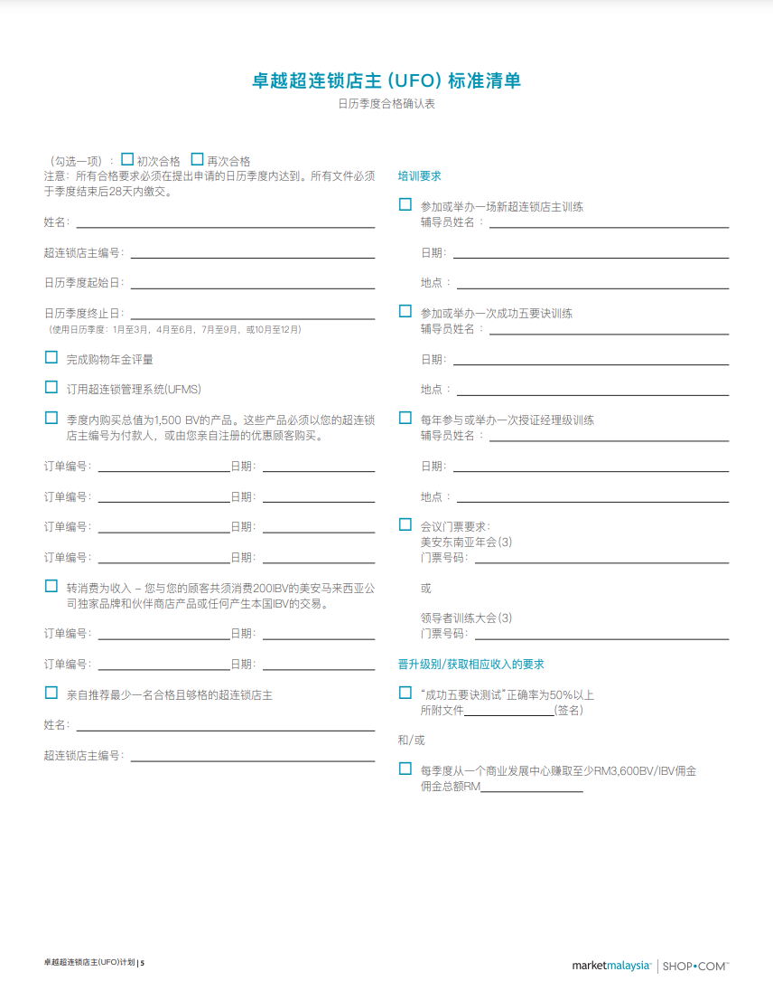 卓越超连锁店主 (UFO) 标准清单
日历季度合格确认表
（勾选一项）: 初次合格 再次合格
注意：所有合格要求必须在提出申请的日历季度内达到。所有文件必须
于季度结束后28天内缴交。
姓名:
超连锁店主编号:
日历季度起始日:
日历季度终止日:
（使用日历季度：1月至3月，4月至6月，7月至9月，或10月至12月）
完成购物年金评量
订用超连锁管理系统(UFMS)
季度内购买总值为1,500 BV的产品。这些产品必须以您的超连锁
店主编号为付款人，或由您亲自注册的优惠顾客购买。
订单编号: 日期:
订单编号: 日期:
订单编号: 日期:
订单编号: 日期:
转消费为收入 – 您与您的顾客共须消费200IBV的美安马来西亚公
司独家品牌和伙伴商店产品或任何产生本国IBV的交易。
订单编号: 日期:
订单编号: 日期:
亲自推荐最少一名合格且够格的超连锁店主
姓名:
超连锁店主编号:
培训要求
参加或举办一场新超连锁店主训练
辅导员姓名 :
日期:
地点 :
参加或举办一次成功五要诀训练
辅导员姓名 :
日期:
地点 :
每年参与或举办一次授证经理级训练
辅导员姓名 :
日期:
地点 :
会议门票要求:
美安东南亚年会(3)
门票号码:
或
领导者训练大会(3)
门票号码:
晋升级别/获取相应收入的要求
“成功五要诀测试”正确率为50%以上
所附文件 (签名)
和/或
每季度从一个商业发展中心赚取至少RM3,600BV/IBV佣金
佣金总额RM
卓越超连锁店主(UFO)计划 | 5
marketmalaysia™ | SHOP•COM™